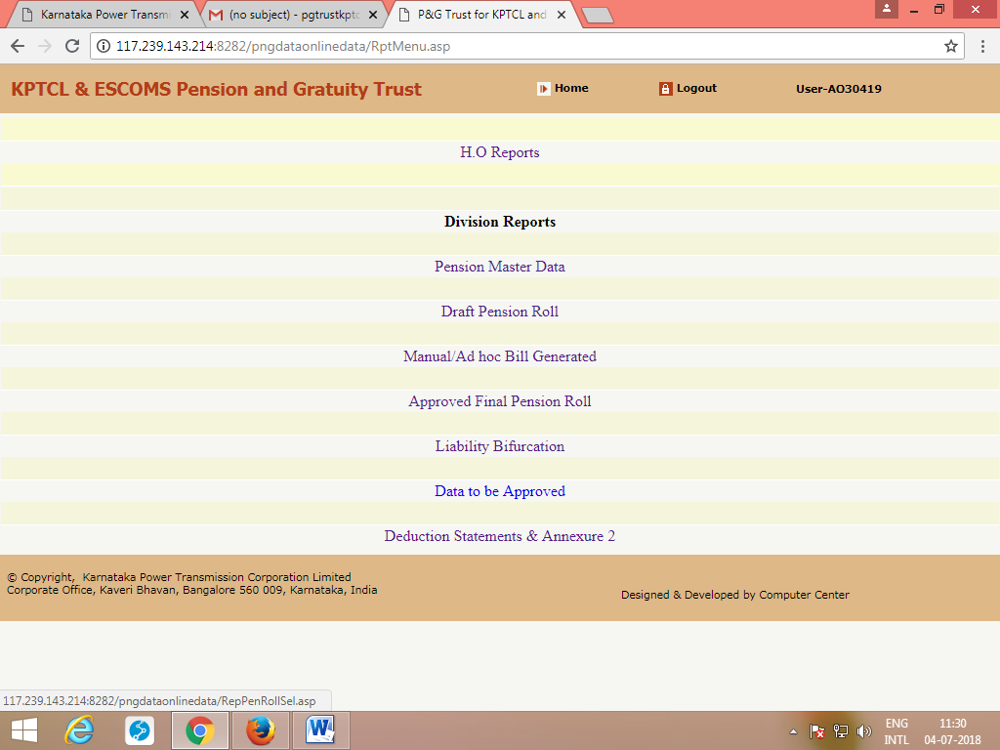 Karnataka Power Transmi
(no subject) - pgtrustkptc
P&G Trust for KPTCL and
117.239.143.214:8282/pngdataonlinedata/RptMenu.asp
KPTCL & ESCOMS Pension and Gratuity Trust
Home
Logout
User-AO30419
H.O Reports
Division Reports
Pension Master Data
Draft Pension Roll
Manual/Ad hoc Bill Generated
Approved Final Pension Roll
Liability Bifurcation
Data to be Approved
Deduction Statements & Annexure 2
© Copyright, Karnataka Power Transmission Corporation Limited
Corporate Office, Kaveri Bhavan, Bangalore 560 009, Karnataka, India
Designed & Developed by Computer Center
117.239.143.214:8282/pngdataonlinedata/RepPenRollSel.asp
ENG
INTL
11:30
04-07-2018